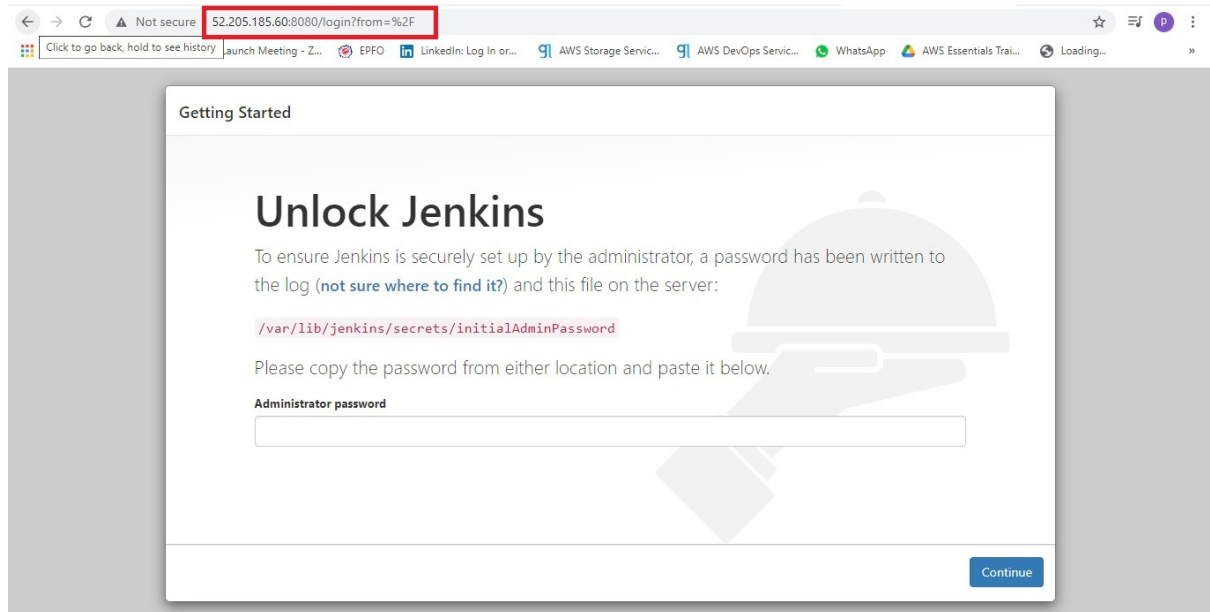 Not secure 52.205.185.60:8080/login?from=%2F P
Click to go back, hold to see history aunch Meeting - Z... EPFO LinkedIn: Log In or... AWS Storage Servic... AWS DevOps Servic... WhatsApp AWS Essentials Trai... Loading... »
Getting Started
Unlock Jenkins
To ensure Jenkins is securely set up by the administrator, a password has been written to
the log (not sure where to find it?) and this file on the server:
/var/lib/jenkins/secrets/initialAdminPassword
Please copy the password from either location and paste it below.
Administrator password
Continue